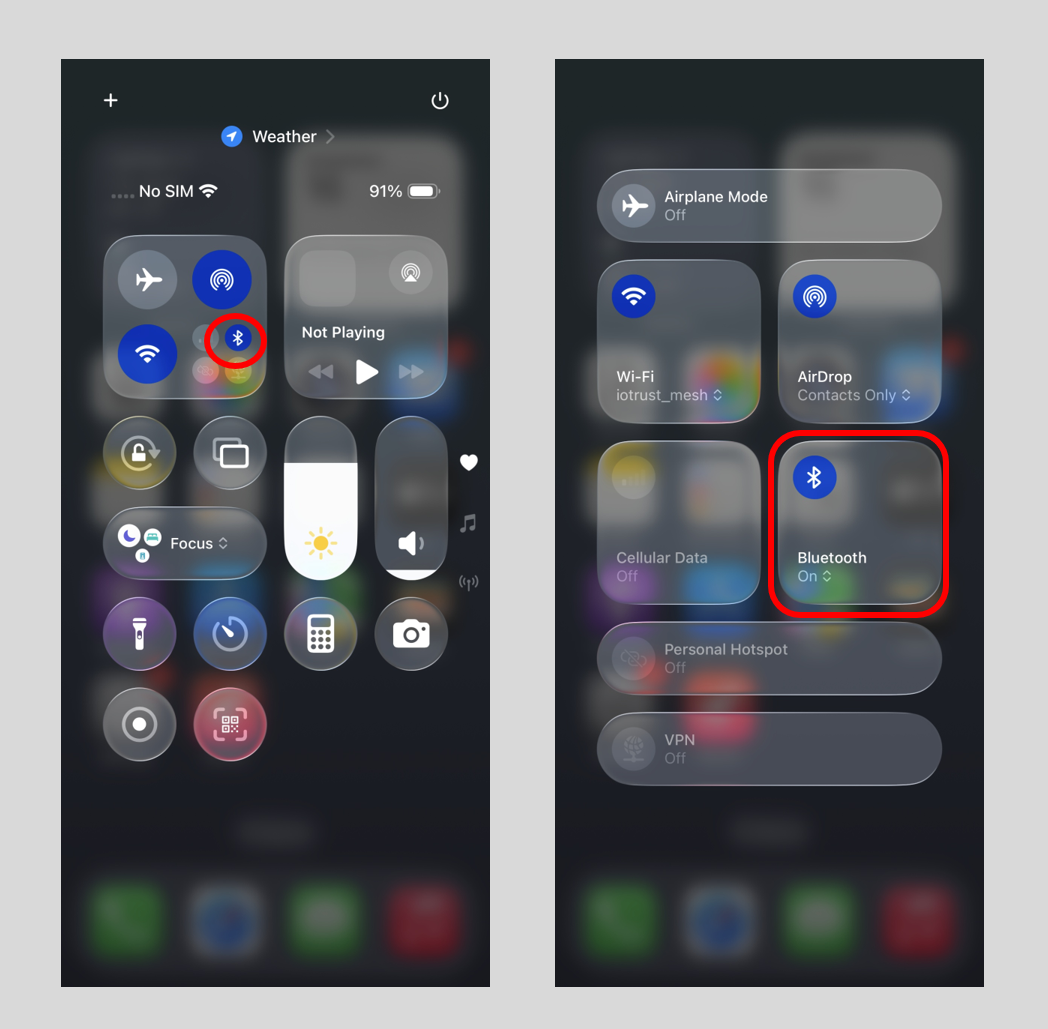 Weather
No SIM
91%
Not Playing
Focus
Airplane Mode
Off
Wi-Fi
iotrust_mesh
AirDrop
Contacts Only
Cellular Data
Off
Bluetooth
On
Personal Hotspot
Off
VPN
Off